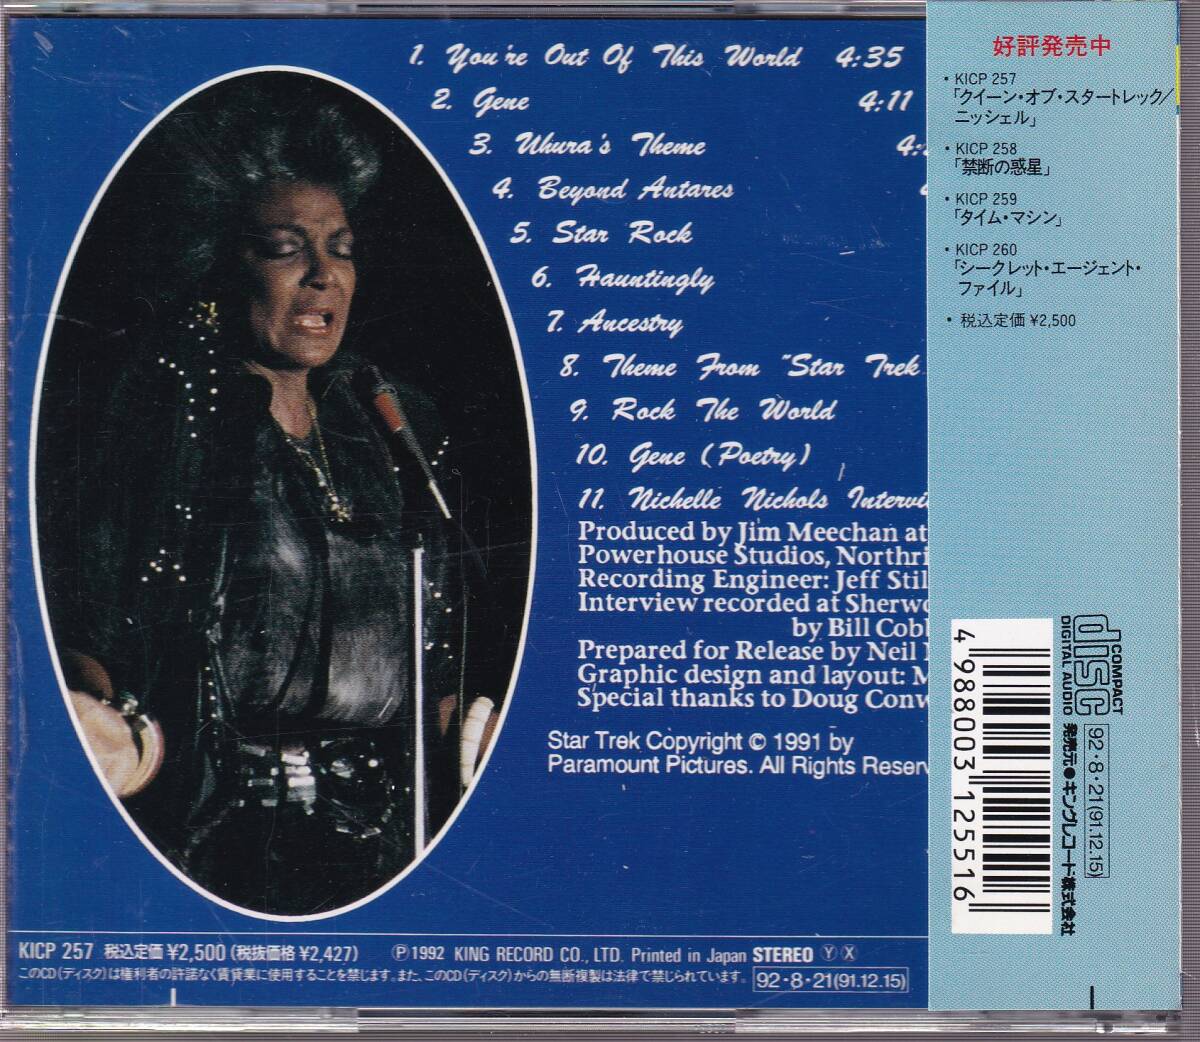 1. You're Out Of This World 4:35
2. Gene 4:11
3. Uhura's Theme
4. Beyond Antares
5. Star Rock
6. Hauntingly
7. Ancestry
8. Theme From "Star Trek
9. Rock The World
10. Gene (Poetry)
11. Nichelle Nichols
Produced by Jim Meechan at
Powerhouse Studios,
Recording Engineer: Jeff
Interview recorded at
by Bill
Prepared for Release by Neil
Graphic design and layout:
Special thanks to Doug
Star Trek Copyright © 1991 by
Paramount Pictures. All Rights
KICP 257 税込定価 ¥2,500 (税抜価格 ¥2,427) Ⓟ1992 KING RECORD CO., LTD. Printed in Japan STEREO Ⓨ Ⓧ
このCD(ディスク)は権利者の許諾なく賃貸業に使用することを禁じます。また、このCD(ディスク)からの無断複製は法律で禁じられています。 92・8・21(91.12.15)
好評発売中
・KICP 257
「クイーン・オブ・スタートレック/
ニッシェル」
・KICP 258
「禁断の惑星」
・KICP 259
「タイム・マシン」
・KICP 260
「シークレット・エージェント・
ファイル」
・税込定価 ¥2,500
COMPACT
disc
DIGITAL AUDIO
92・8・21(91.12.15)
発売元●キングレコード株式会社
4 988003 125516